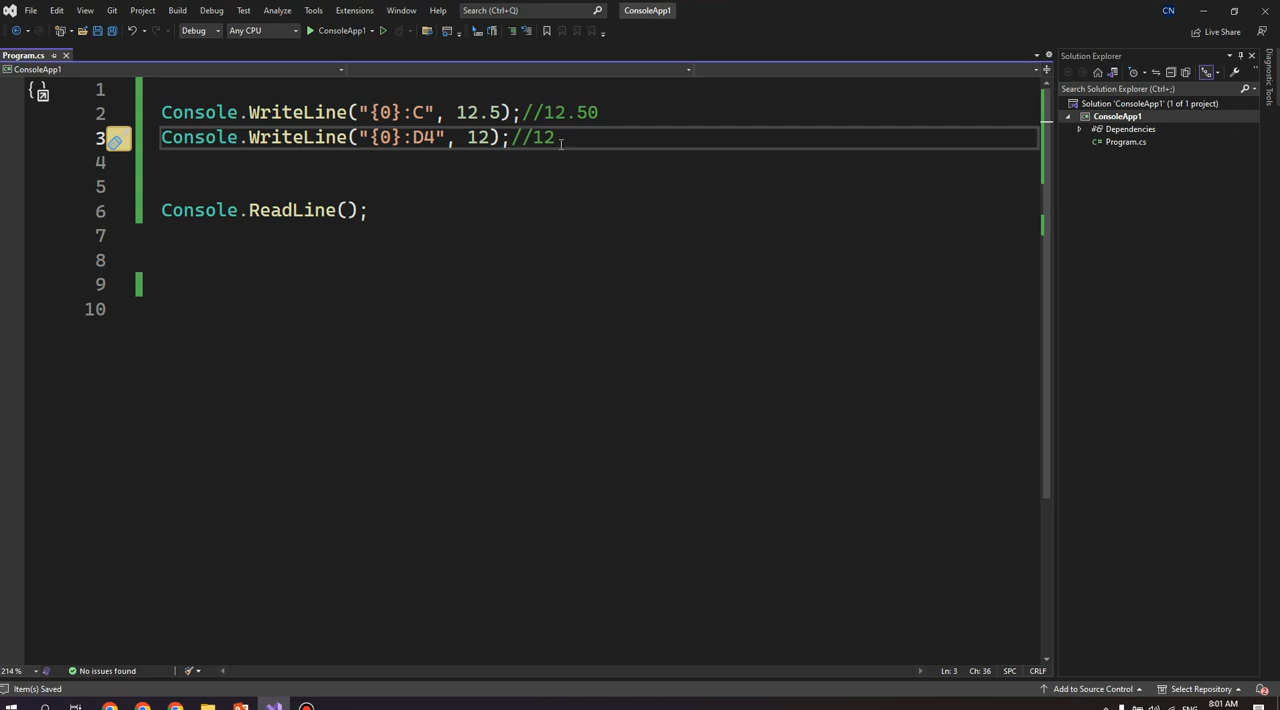 File Edit View Git Project Build Debug Test Analyze Tools Extensions Window Help Search (Ctrl+Q) ConsoleApp1 CN
Debug Any CPU ConsoleApp1 Live Share
Program.cs
ConsoleApp1
1
2 Console.WriteLine("{0}:C", 12.5);//12.50
3 Console.WriteLine("{0}:D4", 12);//12
4
5
6 Console.ReadLine();
7
8
9
10
Solution Explorer
Search Solution Explorer (Ctrl+;)
Solution 'ConsoleApp1' (1 of 1 project)
ConsoleApp1
Dependencies
Program.cs
Diagnostic Tools
214 % No issues found Ln: 3 Ch: 36 SPC CRLF
Item(s) Saved Add to Source Control Select Repository 2
ENG 8:01 AM